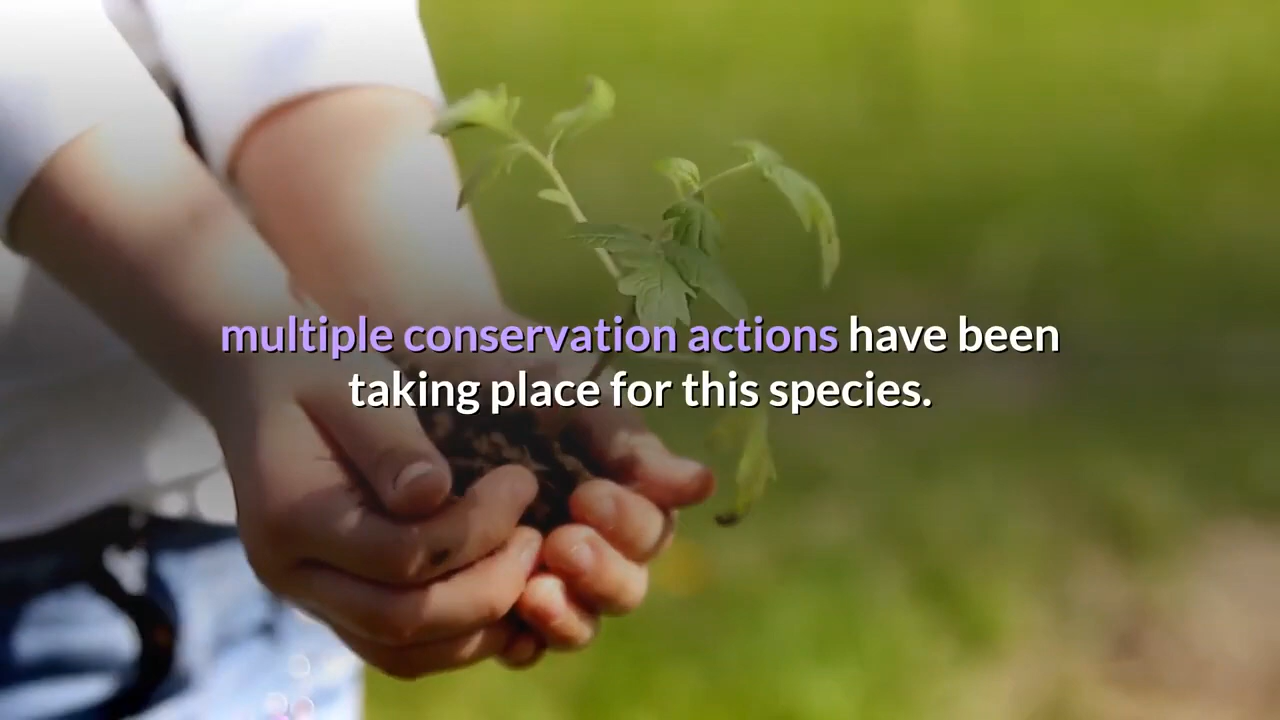 multiple conservation actions have been
taking place for this species.